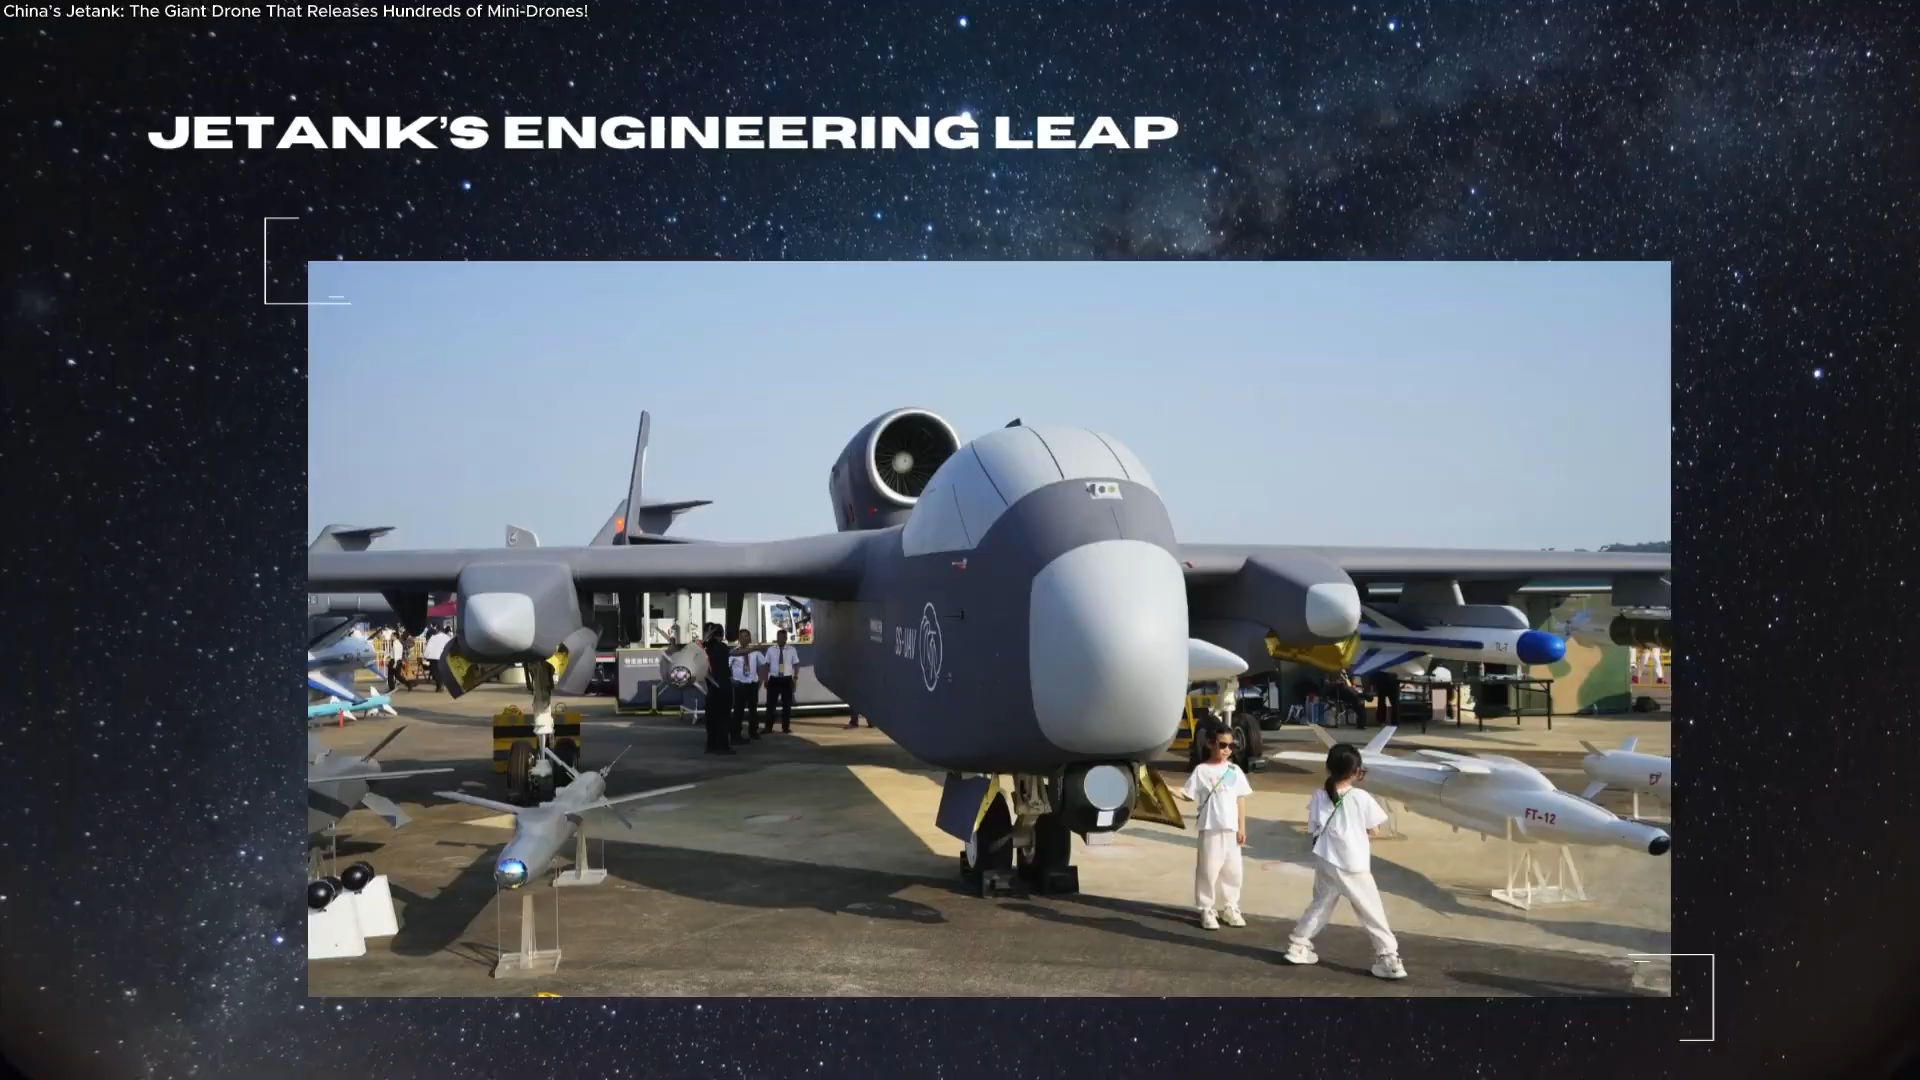 China's Jetank: The Giant Drone That Releases Hundreds of Mini-Drones!
JETANK'S ENGINEERING LEAP
SS-UAV
TL-7
FT-12